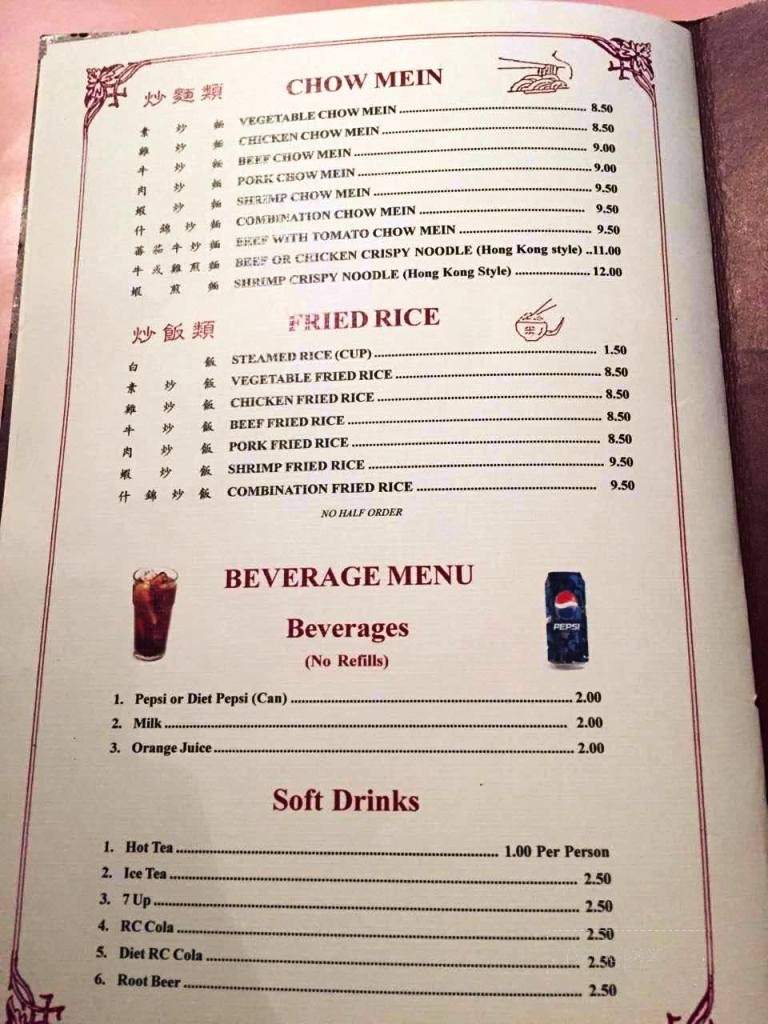 炒麵類 CHOW MEIN
素炒麵 VEGETABLE CHOW MEIN 8.50
雞炒麵 CHICKEN CHOW MEIN 8.50
牛炒麵 BEEF CHOW MEIN 9.00
肉炒麵 PORK CHOW MEIN 9.00
蝦炒麵 SHRIMP CHOW MEIN 9.50
什錦炒麵 COMBINATION CHOW MEIN 9.50
蕃茄牛炒麵 BEEF WITH TOMATO CHOW MEIN 9.50
牛或雞煎麵 BEEF OR CHICKEN CRISPY NOODLE (Hong Kong style) 11.00
蝦煎麵 SHRIMP CRISPY NOODLE (Hong Kong Style) 12.00
炒飯類 FRIED RICE
白飯 STEAMED RICE (CUP) 1.50
素炒飯 VEGETABLE FRIED RICE 8.50
雞炒飯 CHICKEN FRIED RICE 8.50
牛炒飯 BEEF FRIED RICE 8.50
肉炒飯 PORK FRIED RICE 8.50
蝦炒飯 SHRIMP FRIED RICE 9.50
什錦炒飯 COMBINATION FRIED RICE 9.50
NO HALF ORDER
BEVERAGE MENU
PEPSI
Beverages
(No Refills)
1. Pepsi or Diet Pepsi (Can) 2.00
2. Milk 2.00
3. Orange Juice 2.00
Soft Drinks
1. Hot Tea 1.00 Per Person
2. Ice Tea 2.50
3. 7 Up 2.50
4. RC Cola 2.50
5. Diet RC Cola 2.50
6. Root Beer 2.50